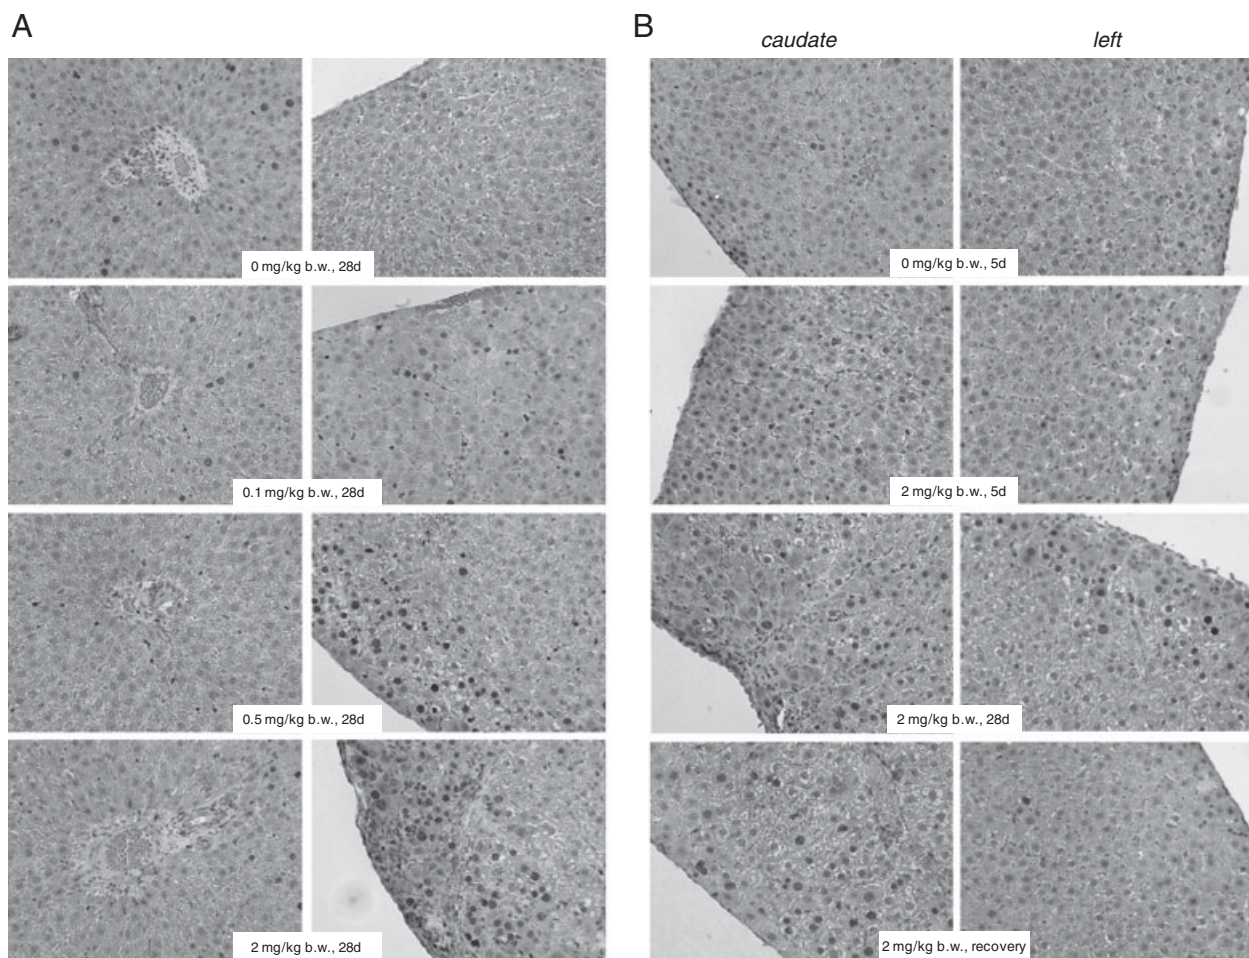 A
B
caudate
left
0 mg/kg b.w., 28d
0 mg/kg b.w., 5d
0.1 mg/kg b.w., 28d
2 mg/kg b.w., 5d
0.5 mg/kg b.w., 28d
2 mg/kg b.w., 28d
2 mg/kg b.w., 28d
2 mg/kg b.w., recovery